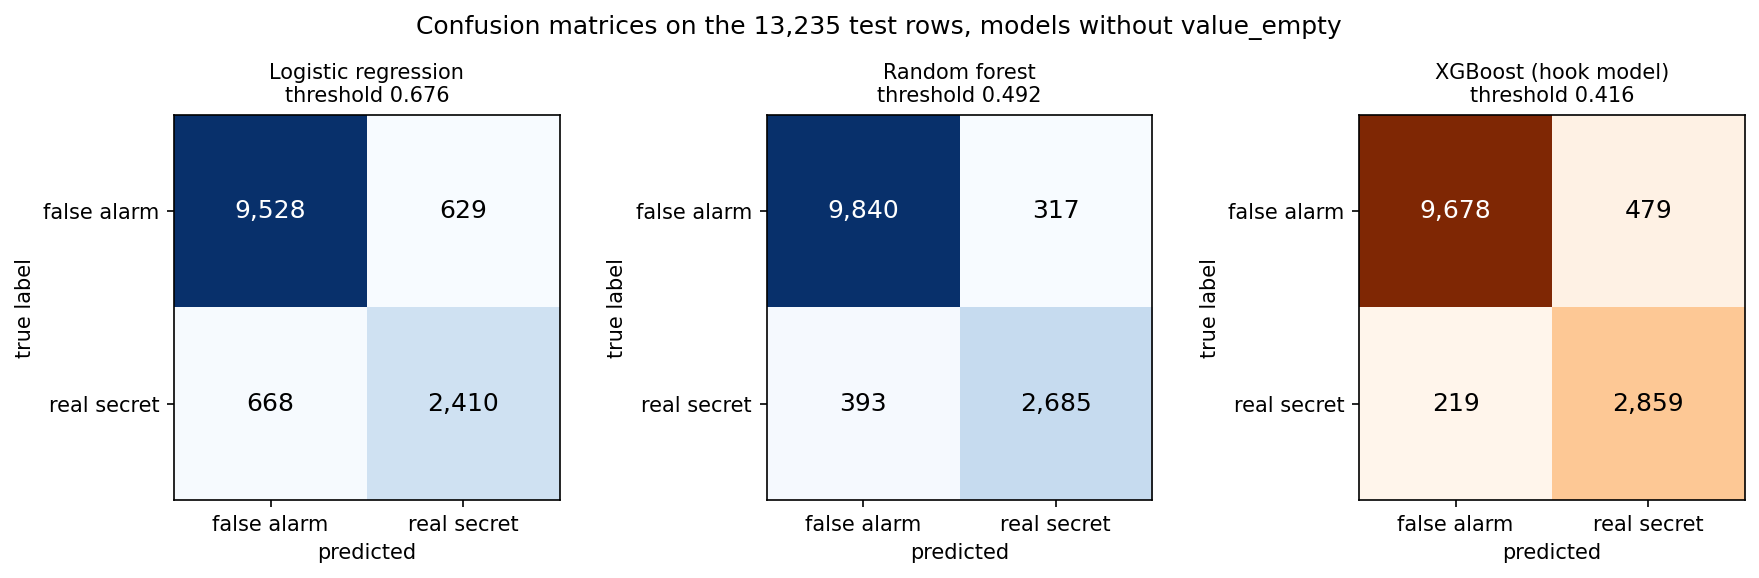 Confusion matrices on the 13,235 test rows, models without value_empty
Logistic regression
threshold 0.676
true label
false alarm
9,528
629
real secret
668
2,410
false alarm
real secret
predicted
Random forest
threshold 0.492
true label
false alarm
9,840
317
real secret
393
2,685
false alarm
real secret
predicted
XGBoost (hook model)
threshold 0.416
true label
false alarm
9,678
479
real secret
219
2,859
false alarm
real secret
predicted